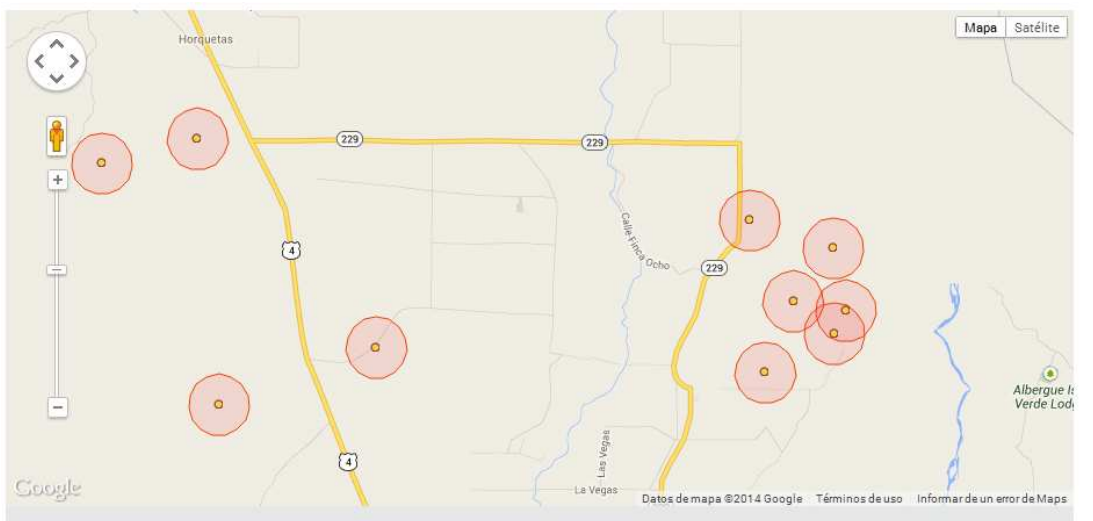 Mapa
Satélite
Horquetas
229
229
Calle Finca Ocho
4
229
Albergue Is
Verde Lodg
4
Las Vegas
La Vegas
Google
Datos de mapa ©2014 Google
Términos de uso
Informar de un error de Maps